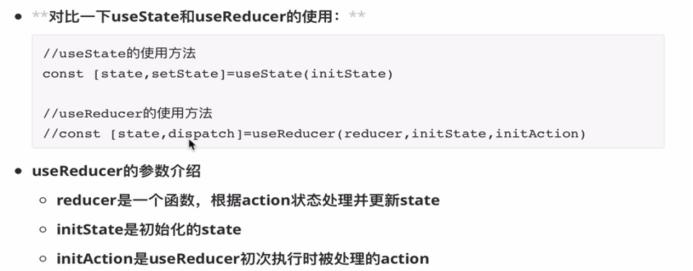 **对比一下useState和useReducer的使用：**
//useState的使用方法
const [state,setState]=useState(initState)
//useReducer的使用方法
//const [state,dispatch]=useReducer(reducer,initState,initAction)
useReducer的参数介绍
reducer是一个函数，根据action状态处理并更新state
initState是初始化的state
initAction是useReducer初次执行时被处理的action